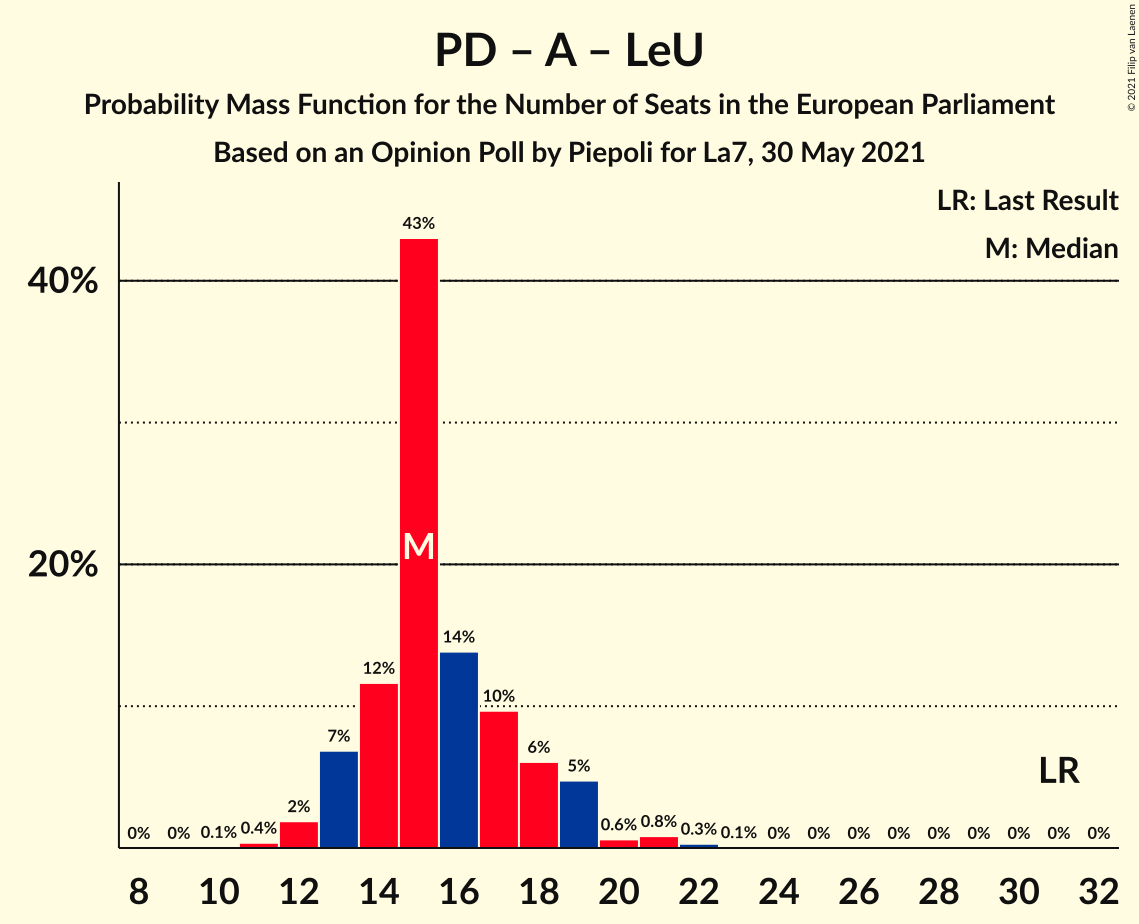 PD – A – LeU
Probability Mass Function for the Number of Seats in the European Parliament
Based on an Opinion Poll by Piepoli for La7, 30 May 2021
© 2021 Filip van Laenen
LR: Last Result
M: Median
40%
20%
43%
M
14%
12%
10%
7%
6%
5%
LR
2%
0% 0% 0.1% 0.4% 0.6% 0.8% 0.3% 0.1% 0% 0% 0% 0% 0% 0% 0% 0% 0%
8 10 12 14 16 18 20 22 24 26 28 30 32